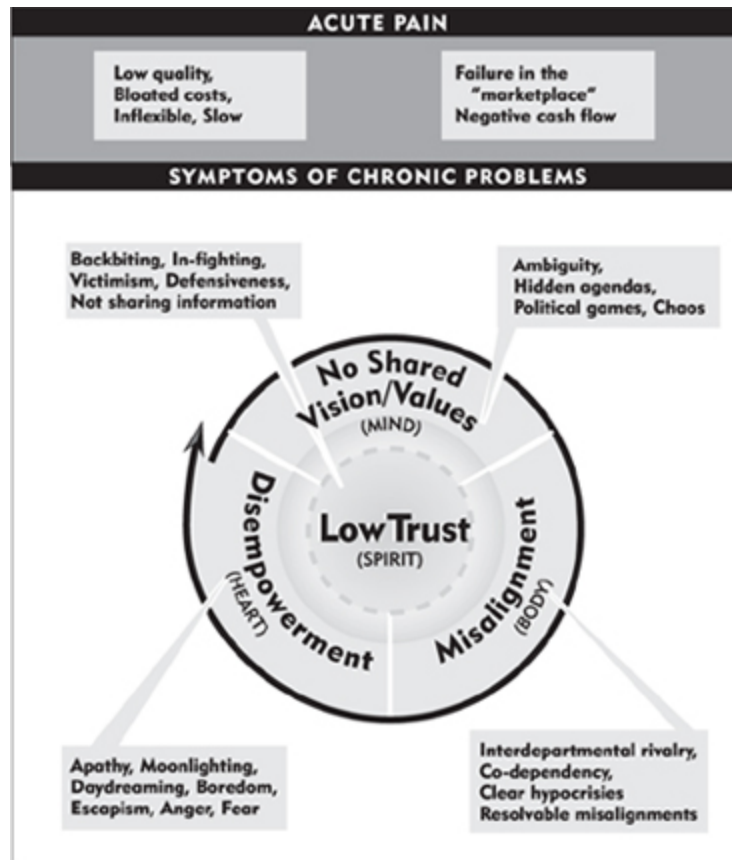 ACUTE PAIN
Low quality,
Bloated costs,
Inflexible, Slow
Failure in the
"marketplace"
Negative cash flow
SYMPTOMS OF CHRONIC PROBLEMS
Backbiting, In-fighting,
Victimism, Defensiveness,
Not sharing information
Ambiguity,
Hidden agendas,
Political games, Chaos
No Shared
Vision/Values
(MIND)
Disempowerment
(HEART)
Low Trust
(SPIRIT)
Misalignment
(BODY)
Apathy, Moonlighting,
Daydreaming, Boredom,
Escapism, Anger, Fear
Interdepartmental rivalry,
Co-dependency,
Clear hypocrisies
Resolvable misalignments